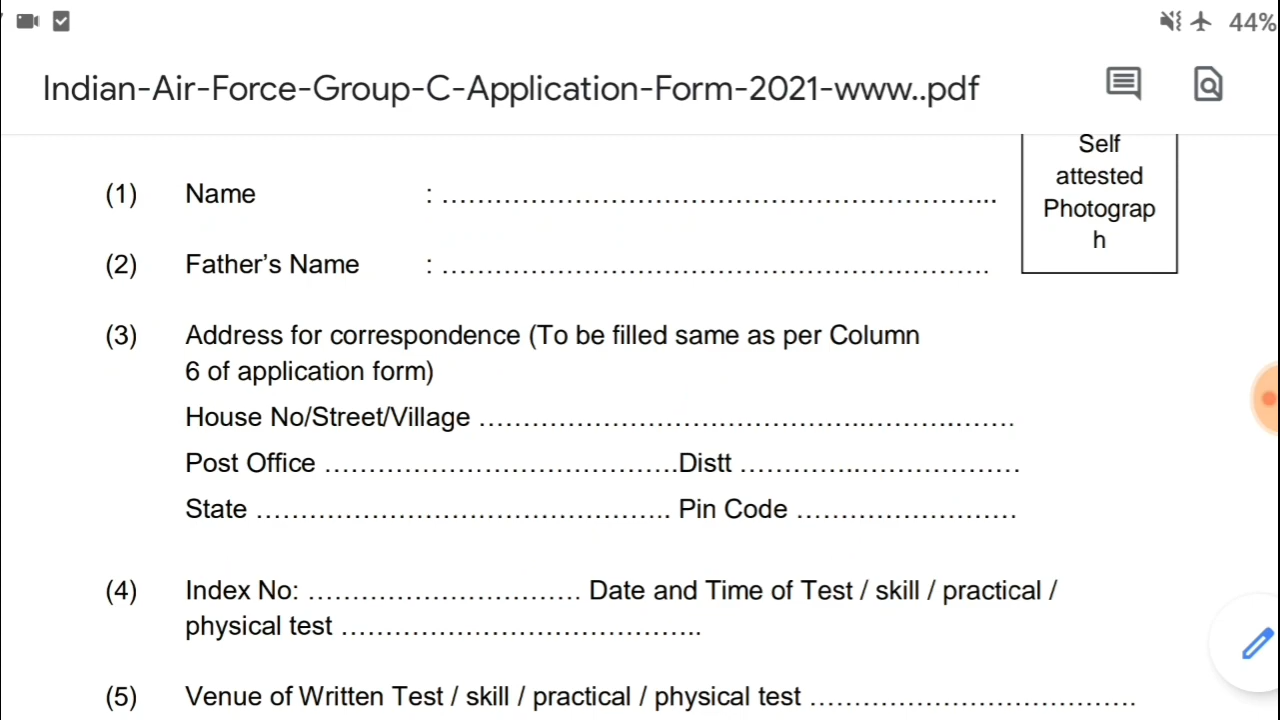 44%
Indian-Air-Force-Group-C-Application-Form-2021-www..pdf
Self
attested
Photograp
h
(1) Name : ................................................................
(2) Father’s Name : ................................................................
(3) Address for correspondence (To be filled same as per Column
6 of application form)
House No/Street/Village ............................................................
Post Office ........................................Distt ................................
State ............................................... Pin Code .........................
(4) Index No: ............................... Date and Time of Test / skill / practical /
physical test .........................................
(5) Venue of Written Test / skill / practical / physical test .....................................